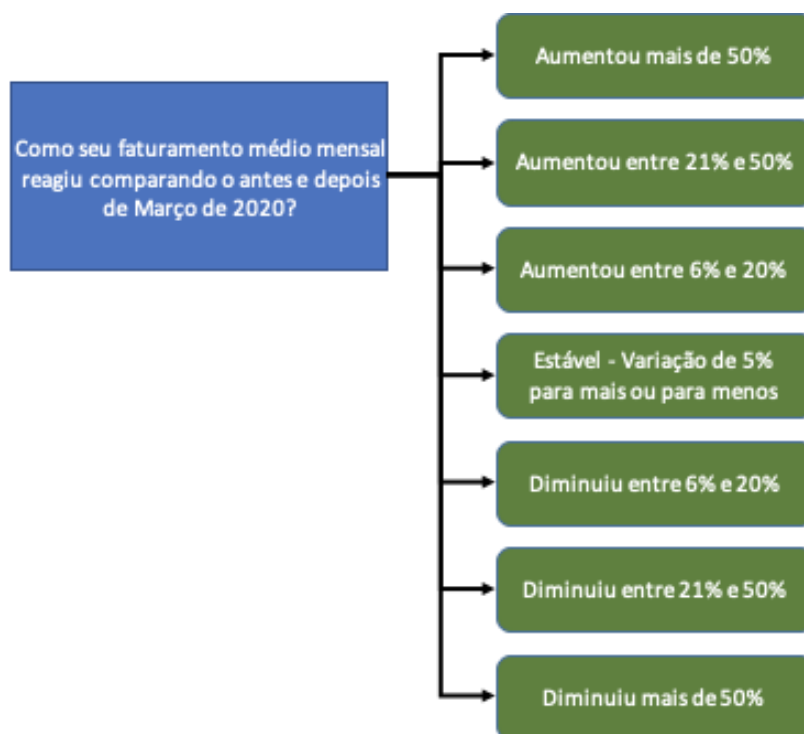 Como seu faturamento médio mensal
reagiu comparando o antes e depois
de Março de 2020?
Aumentou mais de 50%
Aumentou entre 21% e 50%
Aumentou entre 6% e 20%
Estável - Variação de 5%
para mais ou para menos
Diminuiu entre 6% e 20%
Diminuiu entre 21% e 50%
Diminuiu mais de 50%